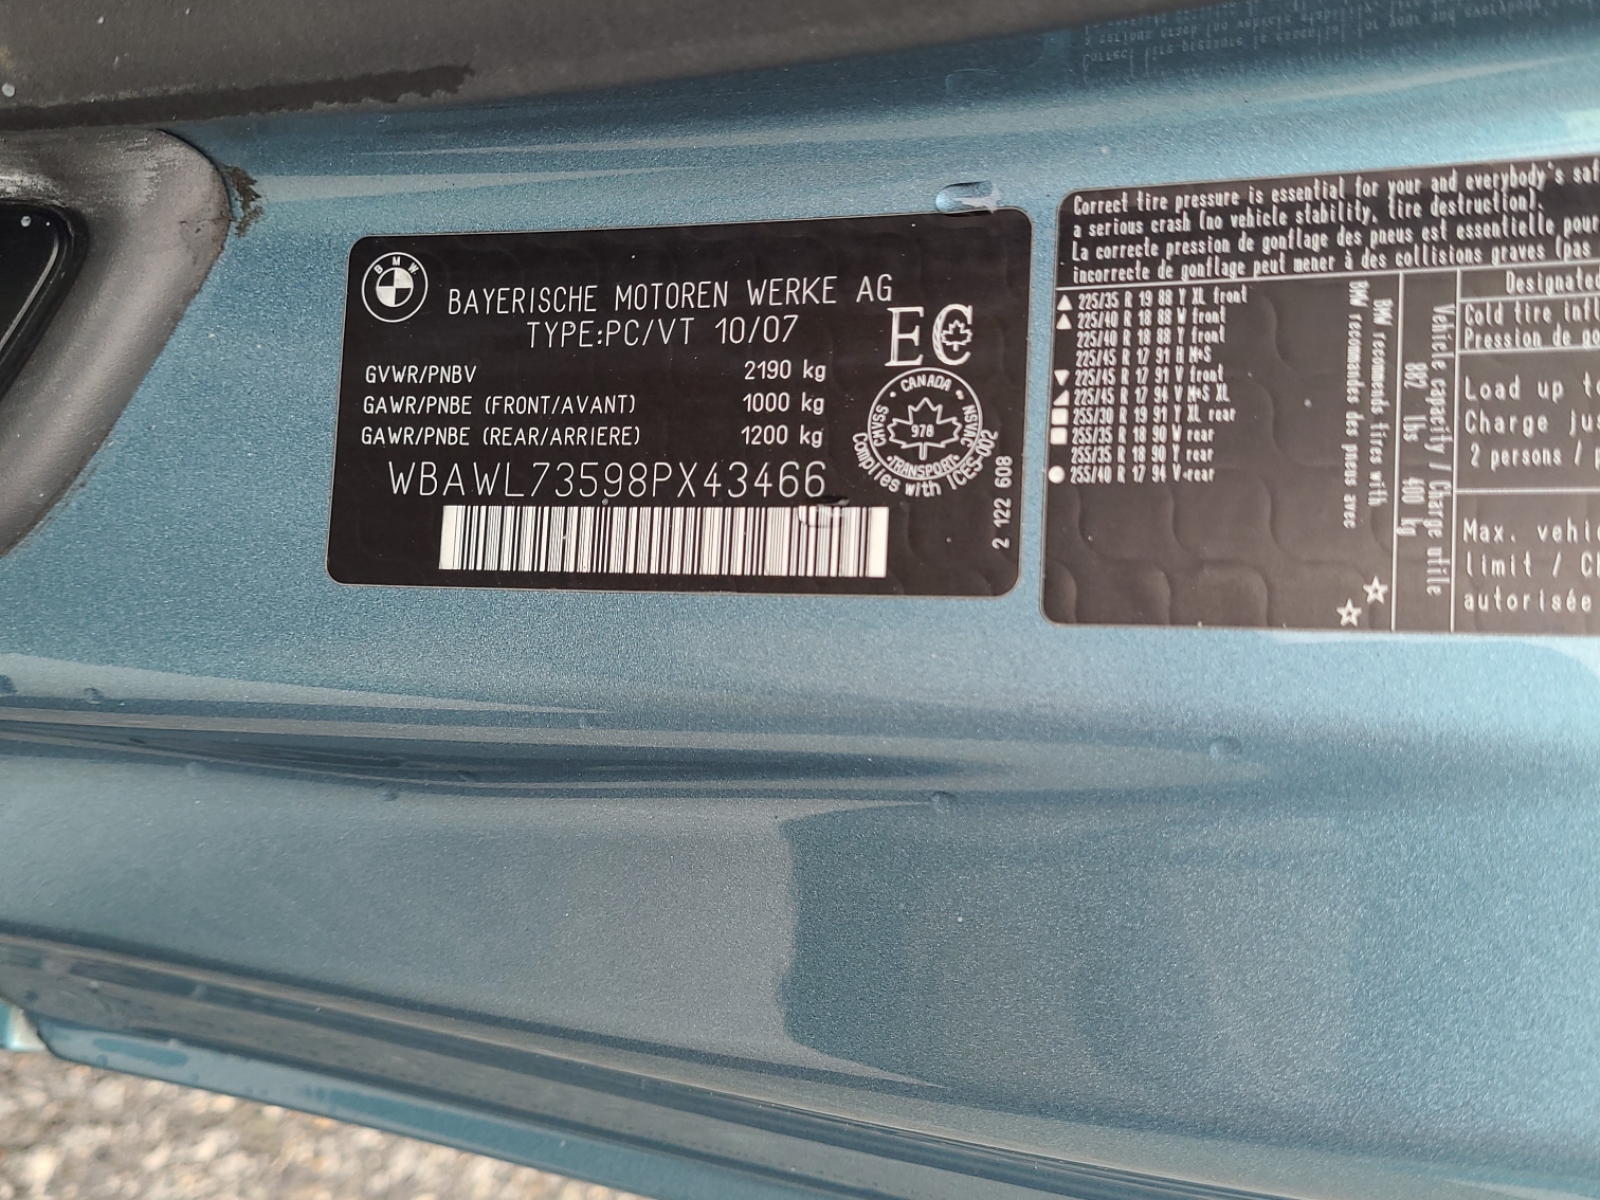 BMW
BAYERISCHE MOTOREN WERKE AG
TYPE:PC/VT 10/07
EC
GVWR/PNBV 2190 kg
GAWR/PNBE (FRONT/AVANT) 1000 kg
GAWR/PNBE (REAR/ARRIERE) 1200 kg
WBAWL73598PX43466
CANADA
CMVSS NSVAC
978
TRANSPORT
Complies with ICES-002
2 122 608
Correct tire pressure is essential for your and everybody's saf
a serious crash (no vehicle stability, tire destruction).
La correcte pression de gonflage des pneus est essentielle pour
incorrecte de gonflage peut mener à des collisions graves (pas
225/35 R 19 88 Y XL front
225/40 R 18 88 W front
225/40 R 18 88 Y front
225/45 R 17 91 H M+S
225/45 R 17 91 V front
225/45 R 17 94 V M+S XL
255/30 R 19 91 Y XL rear
255/35 R 18 90 W rear
255/35 R 18 90 Y rear
255/40 R 17 94 V rear
BMW recommends tires with
BMW recommandes des pneus avec
Vehicle capacity / Charge utile
882 lbs 400 kg
Designated
Cold tire infl
Pression de go
Load up to
Charge jus
2 persons / p
Max. vehic
limit / Ch
autorisée